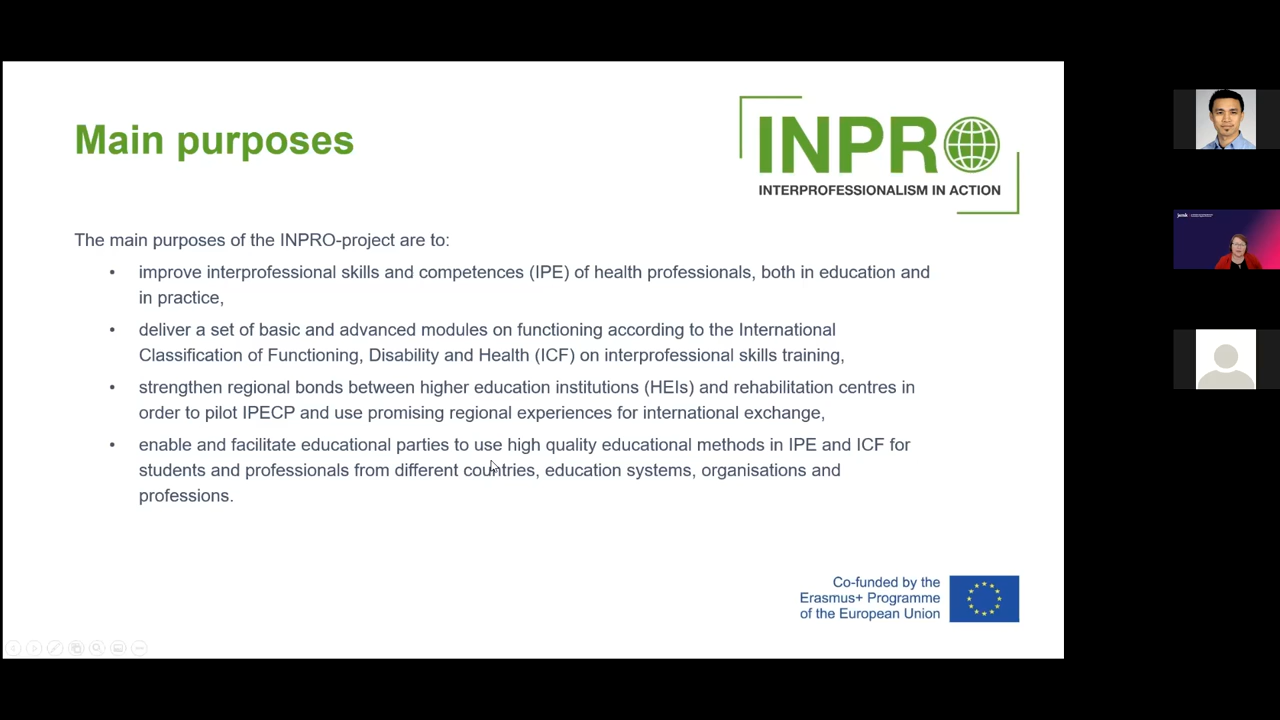 Main purposes
INPRO
INTERPROFESSIONALISM IN ACTION
The main purposes of the INPRO-project are to:
• improve interprofessional skills and competences (IPE) of health professionals, both in education and
in practice,
• deliver a set of basic and advanced modules on functioning according to the International
Classification of Functioning, Disability and Health (ICF) on interprofessional skills training,
• strengthen regional bonds between higher education institutions (HEIs) and rehabilitation centres in
order to pilot IPECP and use promising regional experiences for international exchange,
• enable and facilitate educational parties to use high quality educational methods in IPE and ICF for
students and professionals from different countries, education systems, organisations and
professions.
Co-funded by the
Erasmus+ Programme
of the European Union
jamk